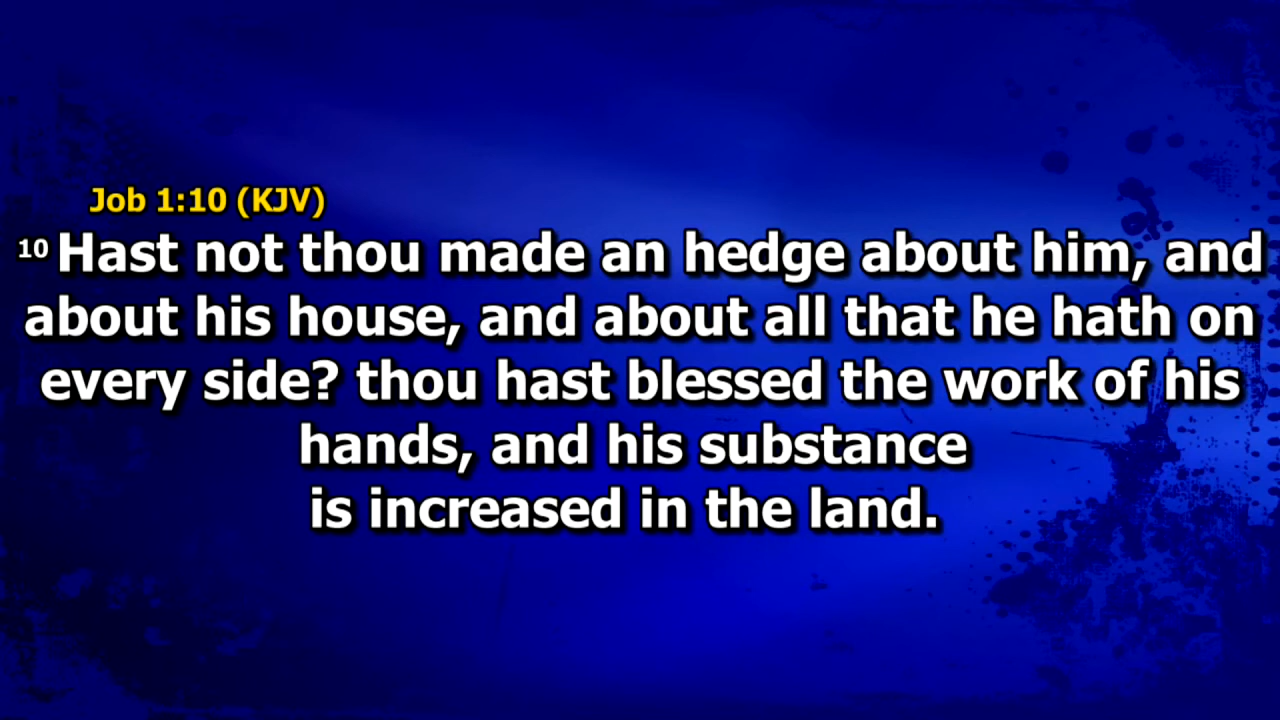 Job 1:10 (KJV)
10 Hast not thou made an hedge about him, and
about his house, and about all that he hath on
every side? thou hast blessed the work of his
hands, and his substance
is increased in the land.